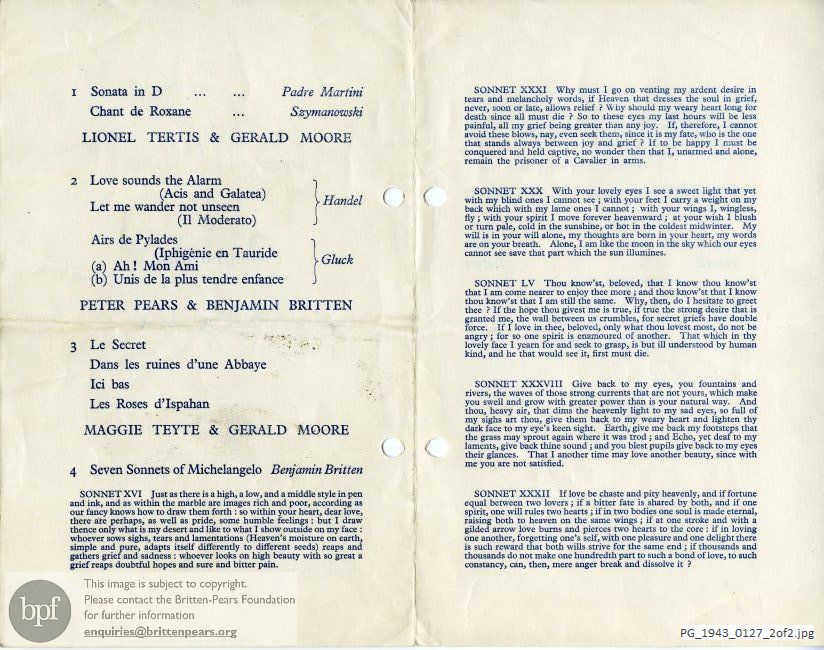 1 Sonata in D ... ... Padre Martini
Chant de Roxane ... Szymanowski
LIONEL TERTIS & GERALD MOORE
2 Love sounds the Alarm
(Acis and Galatea)
Let me wander not unseen
(Il Moderato)
Handel
Airs de Pylades
(Iphigénie en Tauride
(a) Ah! Mon Ami
(b) Unis de la plus tendre enfance
Gluck
PETER PEARS & BENJAMIN BRITTEN
3 Le Secret
Dans les ruines d'une Abbaye
Ici bas
Les Roses d'Ispahan
MAGGIE TEYTE & GERALD MOORE
4 Seven Sonnets of Michelangelo Benjamin Britten
SONNET XVI Just as there is a high, a low, and a middle style in pen
and ink, and as within the marble are images rich and poor, according as
our fancy knows how to draw them forth : so within your heart, dear love,
there are perhaps, as well as pride, some humble feelings : but I draw
thence only what is my desert and like to what I show outside on my face :
whoever sows sighs, tears and lamentations (Heaven's moisture on earth,
simple and pure, adapts itself differently to different seeds) reaps and
gathers grief and sadness : whoever looks on high beauty with so great a
grief reaps doubtful hopes and sure and bitter pain.
SONNET XXXI Why must I go on venting my ardent desire in
tears and melancholy words, if Heaven that dresses the soul in grief,
never, soon or late, allows relief ? Why should my weary heart long for
death since all must die ? So to these eyes my last hours will be less
painful, all my grief being greater than any joy. If, therefore, I cannot
avoid these blows, nay, even seek them, since it is my fate, who is the one
that stands always between joy and grief ? If to be happy I must be
conquered and held captive, no wonder then that I, unarmed and alone,
remain the prisoner of a Cavalier in arms.
SONNET XXX With your lovely eyes I see a sweet light that yet
with my blind ones I cannot see ; with your feet I carry a weight on my
back which with my lame ones I cannot ; with your wings I, wingless,
fly ; with your spirit I move forever heavenward ; at your wish I blush
or turn pale, cold in the sunshine, or hot in the coldest midwinter. My
will is in your will alone, my thoughts are born in your heart, my words
are on your breath. Alone, I am like the moon in the sky which our eyes
cannot see save that part which the sun illumines.
SONNET LV Thou know'st, beloved, that I know thou know'st
that I am come nearer to enjoy thee more ; and thou know'st that I know
thou know'st that I am still the same. Why, then, do I hesitate to greet
thee ? If the hope thou givest me is true, if true the strong desire that is
granted me, the wall between us crumbles, for secret griefs have double
force. If I love in thee, beloved, only what thou lovest most, do not be
angry ; for so one spirit is enamoured of another. That which in thy
lovely face I yearn for and seek to grasp, is but ill understood by human
kind, and he that would see it, first must die.
SONNET XXXVIII Give back to my eyes, you fountains and
rivers, the waves of those strong currents that are not yours, which make
you swell and grow with greater power than is your natural way. And
thou, heavy air, that dims the heavenly light to my sad eyes, so full of
my sighs art thou, give them back to my weary heart and lighten thy
dark face to my eye's keen sight. Earth, give me back my footsteps that
the grass may sprout again where it was trod ; and Echo, yet deaf to my
laments, give back thine sound ; and you blest pupils give back to my eyes
their glances. That I another time may love another beauty, since with
me you are not satisfied.
SONNET XXXII If love be chaste and pity heavenly, and if fortune
equal between two lovers ; if a bitter fate is shared by both, and if one
spirit, one will rules two hearts ; if in two bodies one soul is made eternal,
raising both to heaven on the same wings ; if at one stroke and with a
gilded arrow love burns and pierces two hearts to the core : if in loving
one another, forgetting one's self, with one pleasure and one delight there
is such reward that both wills strive for the same end ; if thousands and
thousands do not make one hundredth part to such a bond of love, to such
constancy, can, then, mere anger break and dissolve it ?
bpf
This image is subject to copyright.
Please contact the Britten-Pears Foundation
for further information
enquiries@brittenpears.org
PG_1943_0127_2of2.jpg